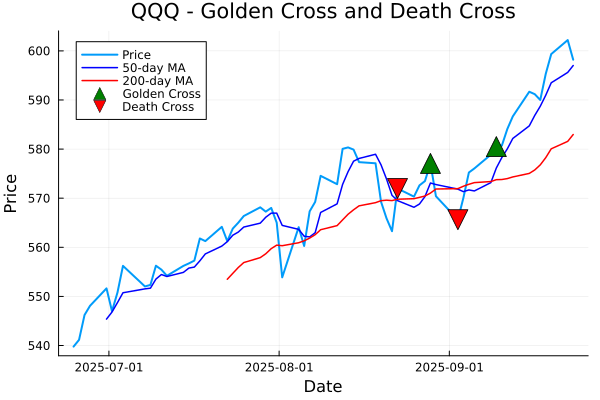 QQQ - Golden Cross and Death Cross
Price
50-day MA
200-day MA
Golden Cross
Death Cross
600
590
580
570
560
550
540
Price
2025-07-01
2025-08-01
2025-09-01
Date